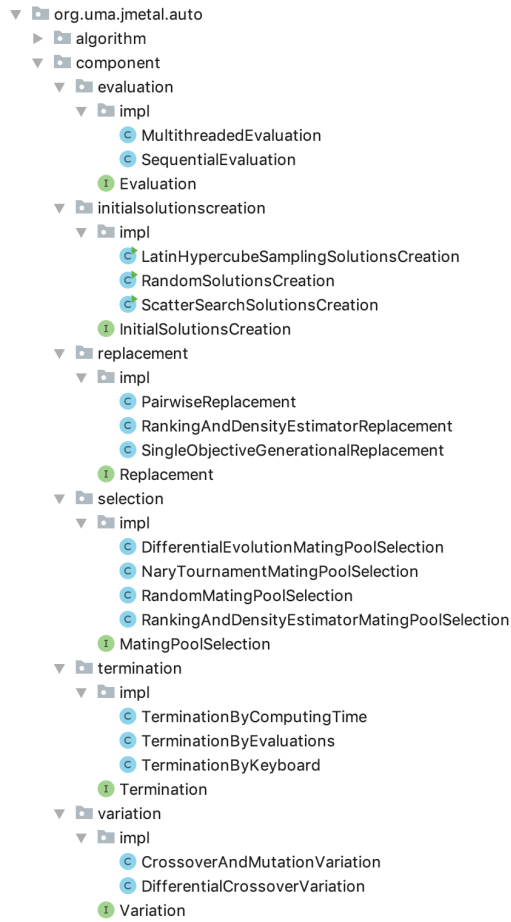 org.uma.jmetal.auto
algorithm
component
evaluation
impl
C MultithreadedEvaluation
C SequentialEvaluation
I Evaluation
initialsolutionscreation
impl
C LatinHypercubeSamplingSolutionsCreation
C RandomSolutionsCreation
C ScatterSearchSolutionsCreation
I InitialSolutionsCreation
replacement
impl
C PairwiseReplacement
C RankingAndDensityEstimatorReplacement
C SingleObjectiveGenerationalReplacement
I Replacement
selection
impl
C DifferentialEvolutionMatingPoolSelection
C NaryTournamentMatingPoolSelection
C RandomMatingPoolSelection
C RankingAndDensityEstimatorMatingPoolSelection
I MatingPoolSelection
termination
impl
C TerminationByComputingTime
C TerminationByEvaluations
C TerminationByKeyboard
I Termination
variation
impl
C CrossoverAndMutationVariation
C DifferentialCrossoverVariation
I Variation